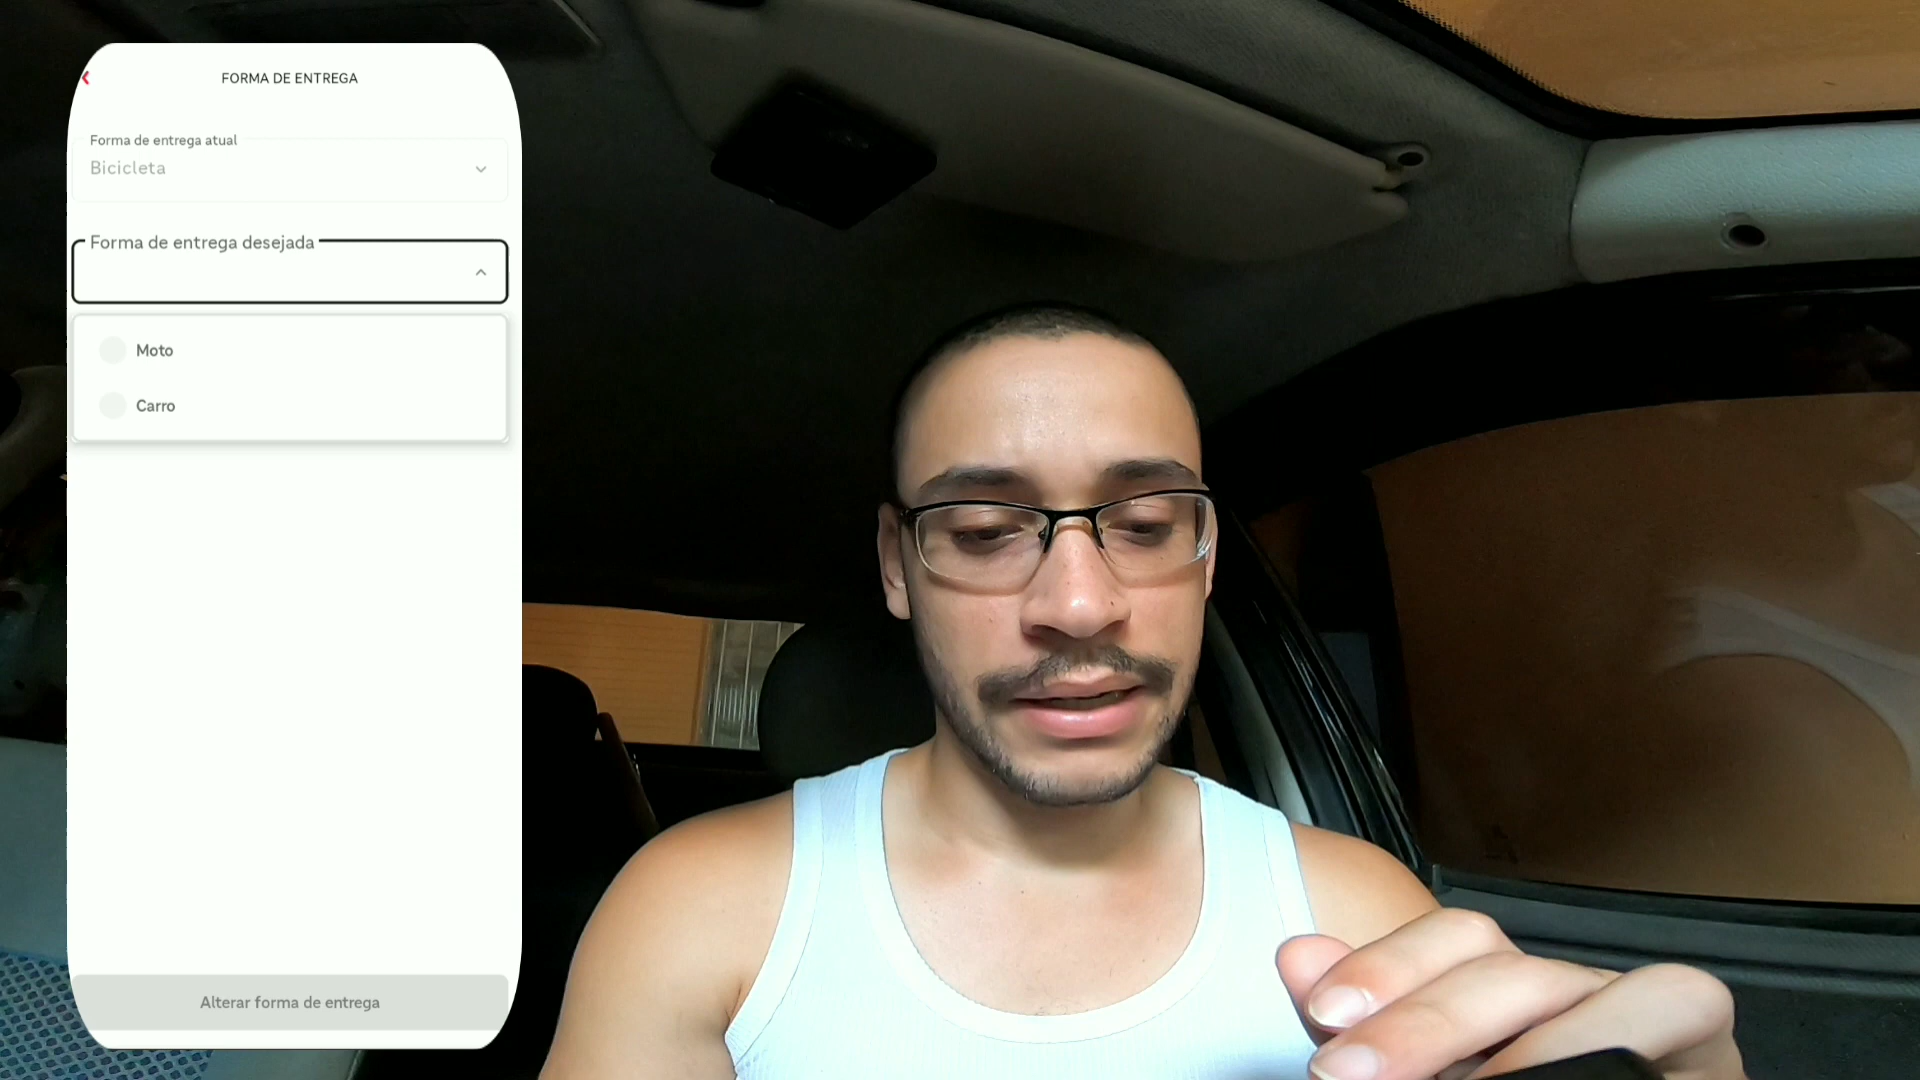 FORMA DE ENTREGA
Forma de entrega atual
Bicicleta
Forma de entrega desejada
Moto
Carro
Alterar forma de entrega